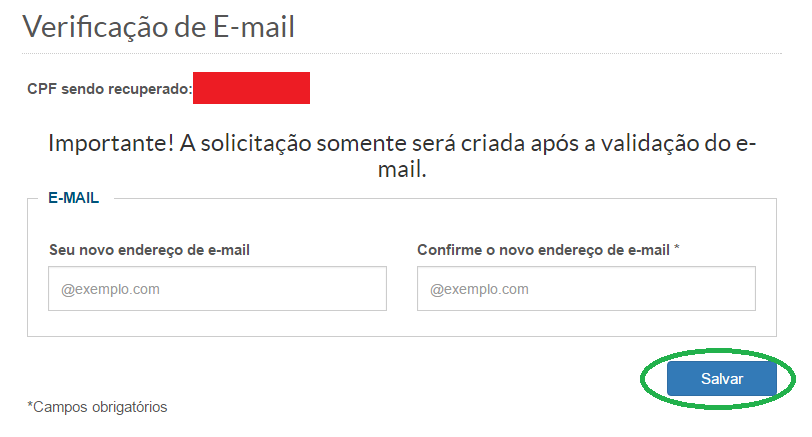 Verificação de E-mail
CPF sendo recuperado:
Importante! A solicitação somente será criada após a validação do e-
mail.
E-MAIL
Seu novo endereço de e-mail
Confirme o novo endereço de e-mail *
@exemplo.com
@exemplo.com
Salvar
*Campos obrigatórios